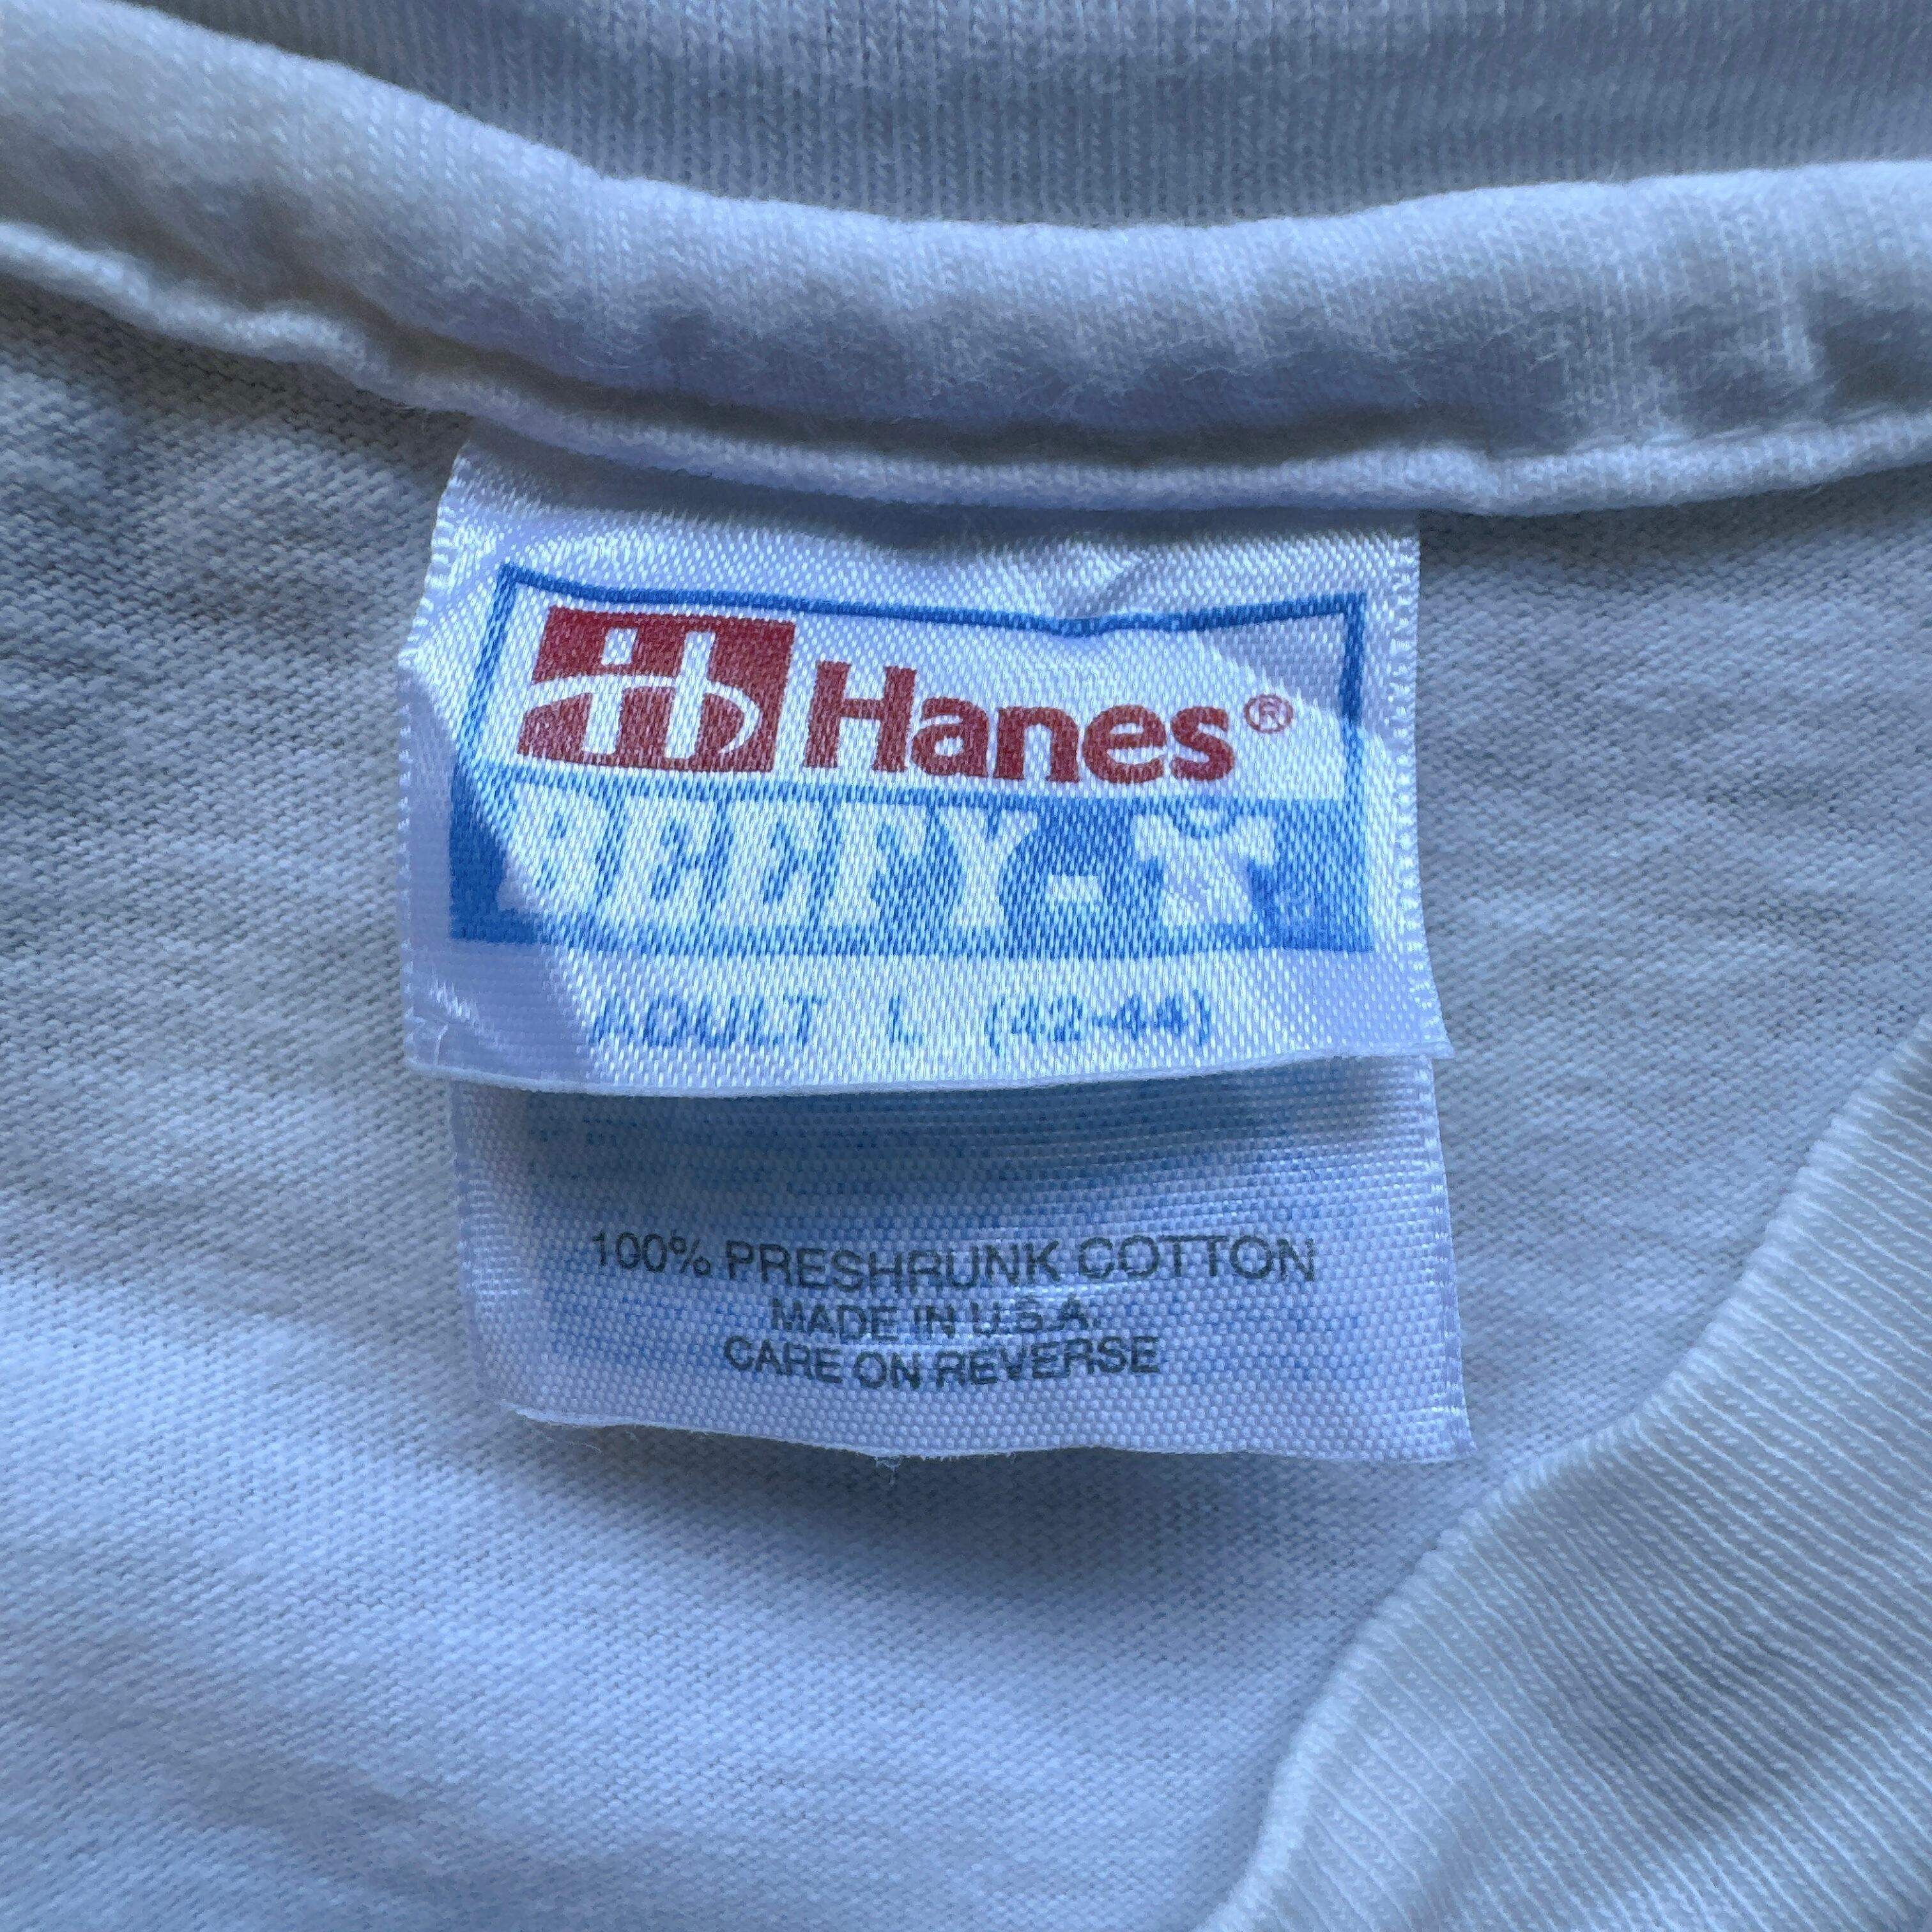 Hanes®
BEEFY-T
ADULT L (42-44)
100% PRESHRUNK COTTON
MADE IN U.S.A.
CARE ON REVERSE